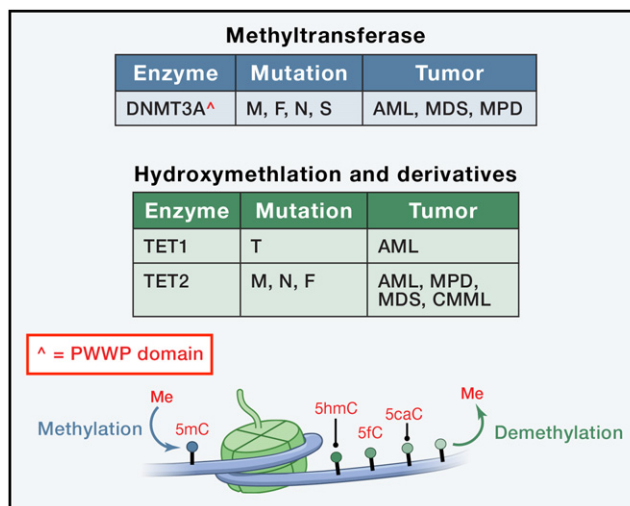 Methyltransferase
Enzyme Mutation Tumor
DNMT3A^ M, F, N, S AML, MDS, MPD
Hydroxymethlation and derivatives
Enzyme Mutation Tumor
TET1 T AML
TET2 M, N, F AML, MPD,
MDS, CMML
^ = PWWP domain
Me 5hmC 5caC Me
Methylation 5mC 5fC Demethylation